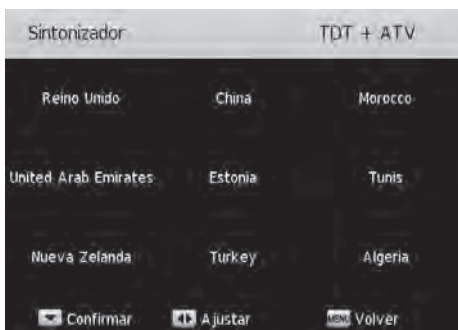 Sintonizador TDT + ATV
Reino Unido China Morocco
United Arab Emirates Estonia Tunis
Nueva Zelanda Turkey Algeria
Confirmar Ajustar MENU Volver